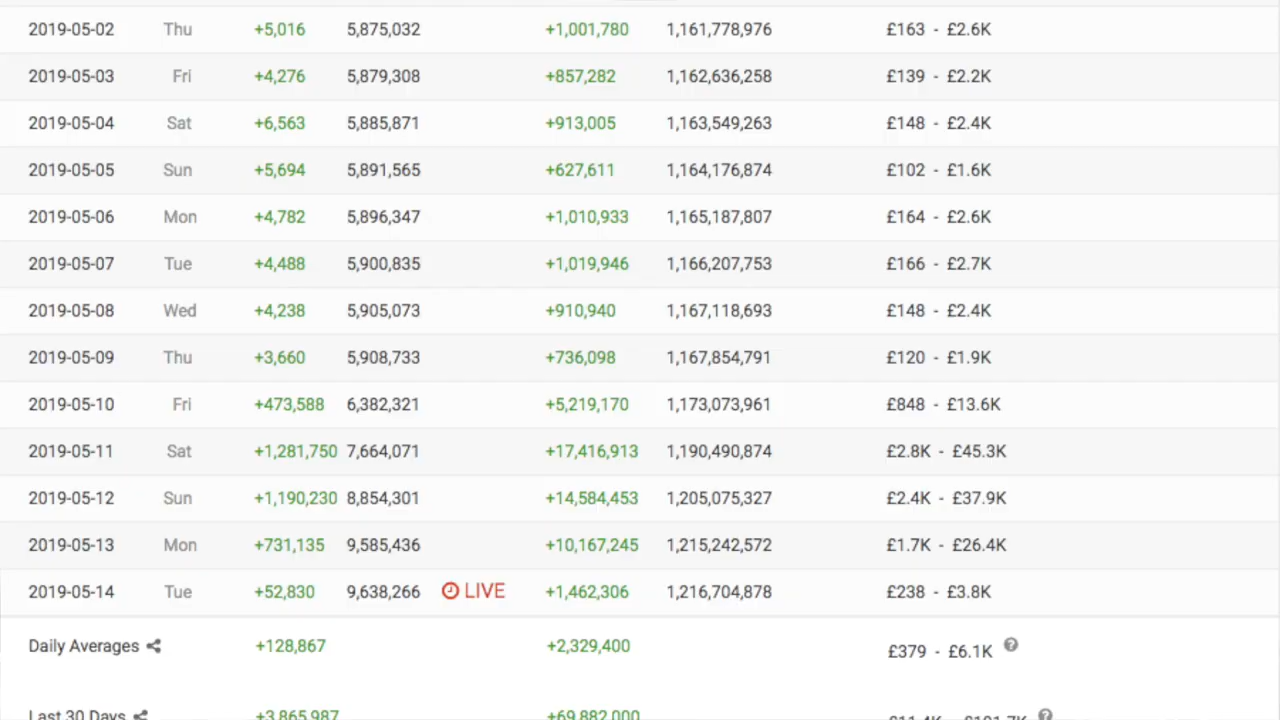 2019-05-02 Thu +5,016 5,875,032 +1,001,780 1,161,778,976 £163 - £2.6K
2019-05-03 Fri +4,276 5,879,308 +857,282 1,162,636,258 £139 - £2.2K
2019-05-04 Sat +6,563 5,885,871 +913,005 1,163,549,263 £148 - £2.4K
2019-05-05 Sun +5,694 5,891,565 +627,611 1,164,176,874 £102 - £1.6K
2019-05-06 Mon +4,782 5,896,347 +1,010,933 1,165,187,807 £164 - £2.6K
2019-05-07 Tue +4,488 5,900,835 +1,019,946 1,166,207,753 £166 - £2.7K
2019-05-08 Wed +4,238 5,905,073 +910,940 1,167,118,693 £148 - £2.4K
2019-05-09 Thu +3,660 5,908,733 +736,098 1,167,854,791 £120 - £1.9K
2019-05-10 Fri +473,588 6,382,321 +5,219,170 1,173,073,961 £848 - £13.6K
2019-05-11 Sat +1,281,750 7,664,071 +17,416,913 1,190,490,874 £2.8K - £45.3K
2019-05-12 Sun +1,190,230 8,854,301 +14,584,453 1,205,075,327 £2.4K - £37.9K
2019-05-13 Mon +731,135 9,585,436 +10,167,245 1,215,242,572 £1.7K - £26.4K
2019-05-14 Tue +52,830 9,638,266 LIVE +1,462,306 1,216,704,878 £238 - £3.8K
Daily Averages +128,867 +2,329,400 £379 - £6.1K ?
Last 30 Days +3,865,987 +69,882,000 £11.4K - £181.7K ?